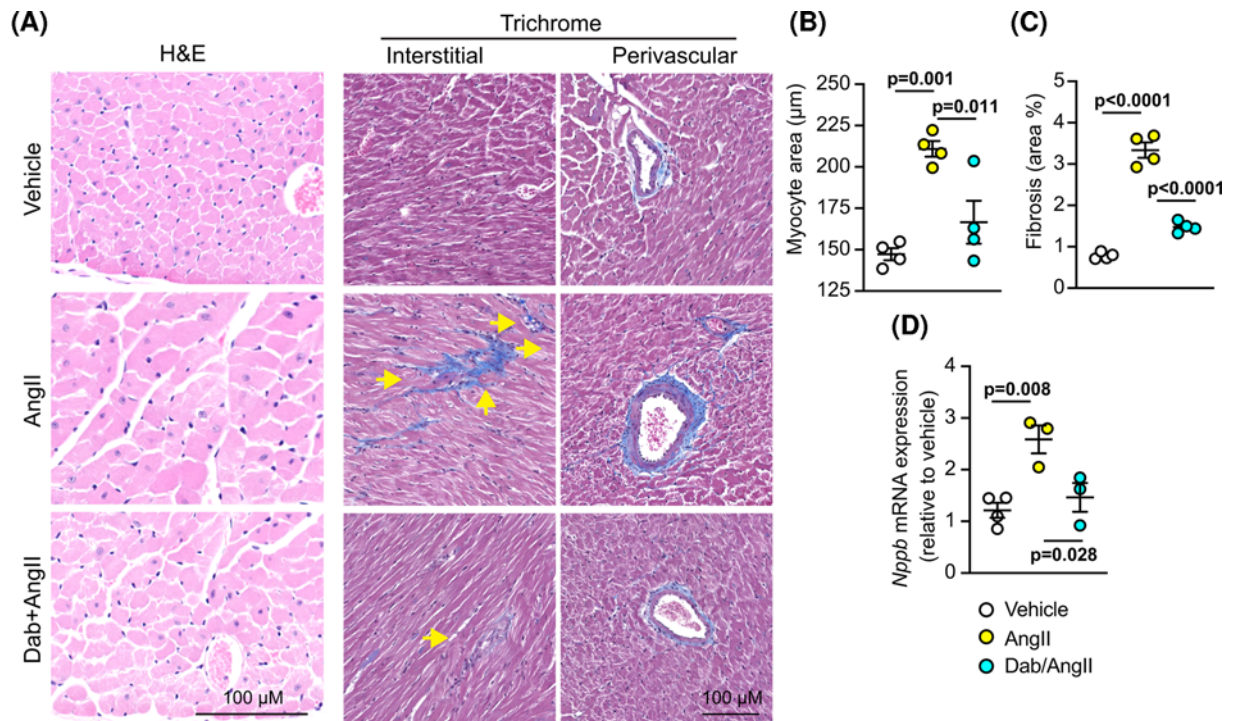 (A)
H&E
Trichrome
Interstitial
Perivascular
Vehicle
AngII
Dab+AngII
100 µM
100 µM
(B)
Myocyte area (µm)
250
225
200
175
150
125
p=0.001
p=0.011
(C)
Fibrosis (area %)
5
4
3
2
1
0
p<0.0001
p<0.0001
(D)
Nppb mRNA expression
(relative to vehicle)
4
3
2
1
0
p=0.008
p=0.028
Vehicle
AngII
Dab/AngII